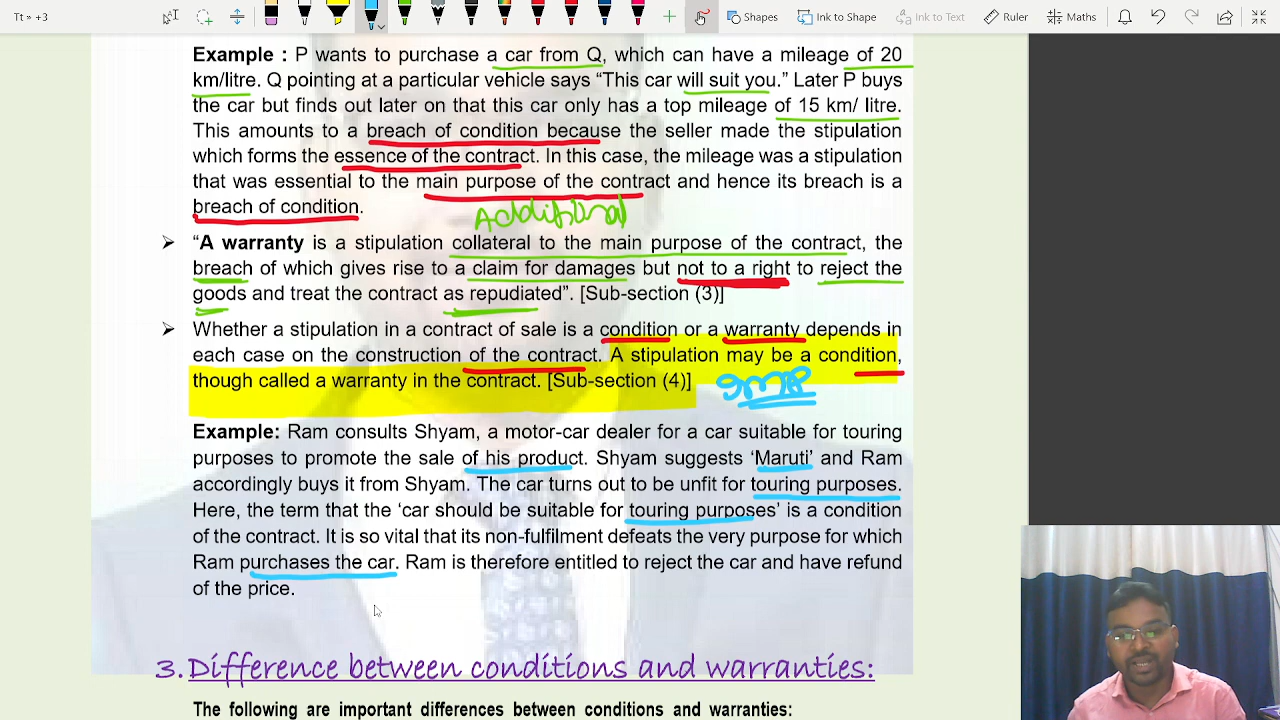 Shapes Ink to Shape Ink to Text Ruler Maths
Example : P wants to purchase a car from Q, which can have a mileage of 20
km/litre. Q pointing at a particular vehicle says “This car will suit you.” Later P buys
the car but finds out later on that this car only has a top mileage of 15 km/ litre.
This amounts to a breach of condition because the seller made the stipulation
which forms the essence of the contract. In this case, the mileage was a stipulation
that was essential to the main purpose of the contract and hence its breach is a
breach of condition.
Additional
“A warranty is a stipulation collateral to the main purpose of the contract, the
breach of which gives rise to a claim for damages but not to a right to reject the
goods and treat the contract as repudiated”. [Sub-section (3)]
Whether a stipulation in a contract of sale is a condition or a warranty depends in
each case on the construction of the contract. A stipulation may be a condition,
though called a warranty in the contract. [Sub-section (4)]
IMP
Example: Ram consults Shyam, a motor-car dealer for a car suitable for touring
purposes to promote the sale of his product. Shyam suggests ‘Maruti’ and Ram
accordingly buys it from Shyam. The car turns out to be unfit for touring purposes.
Here, the term that the ‘car should be suitable for touring purposes’ is a condition
of the contract. It is so vital that its non-fulfilment defeats the very purpose for which
Ram purchases the car. Ram is therefore entitled to reject the car and have refund
of the price.
3. Difference between conditions and warranties:
The following are important differences between conditions and warranties: